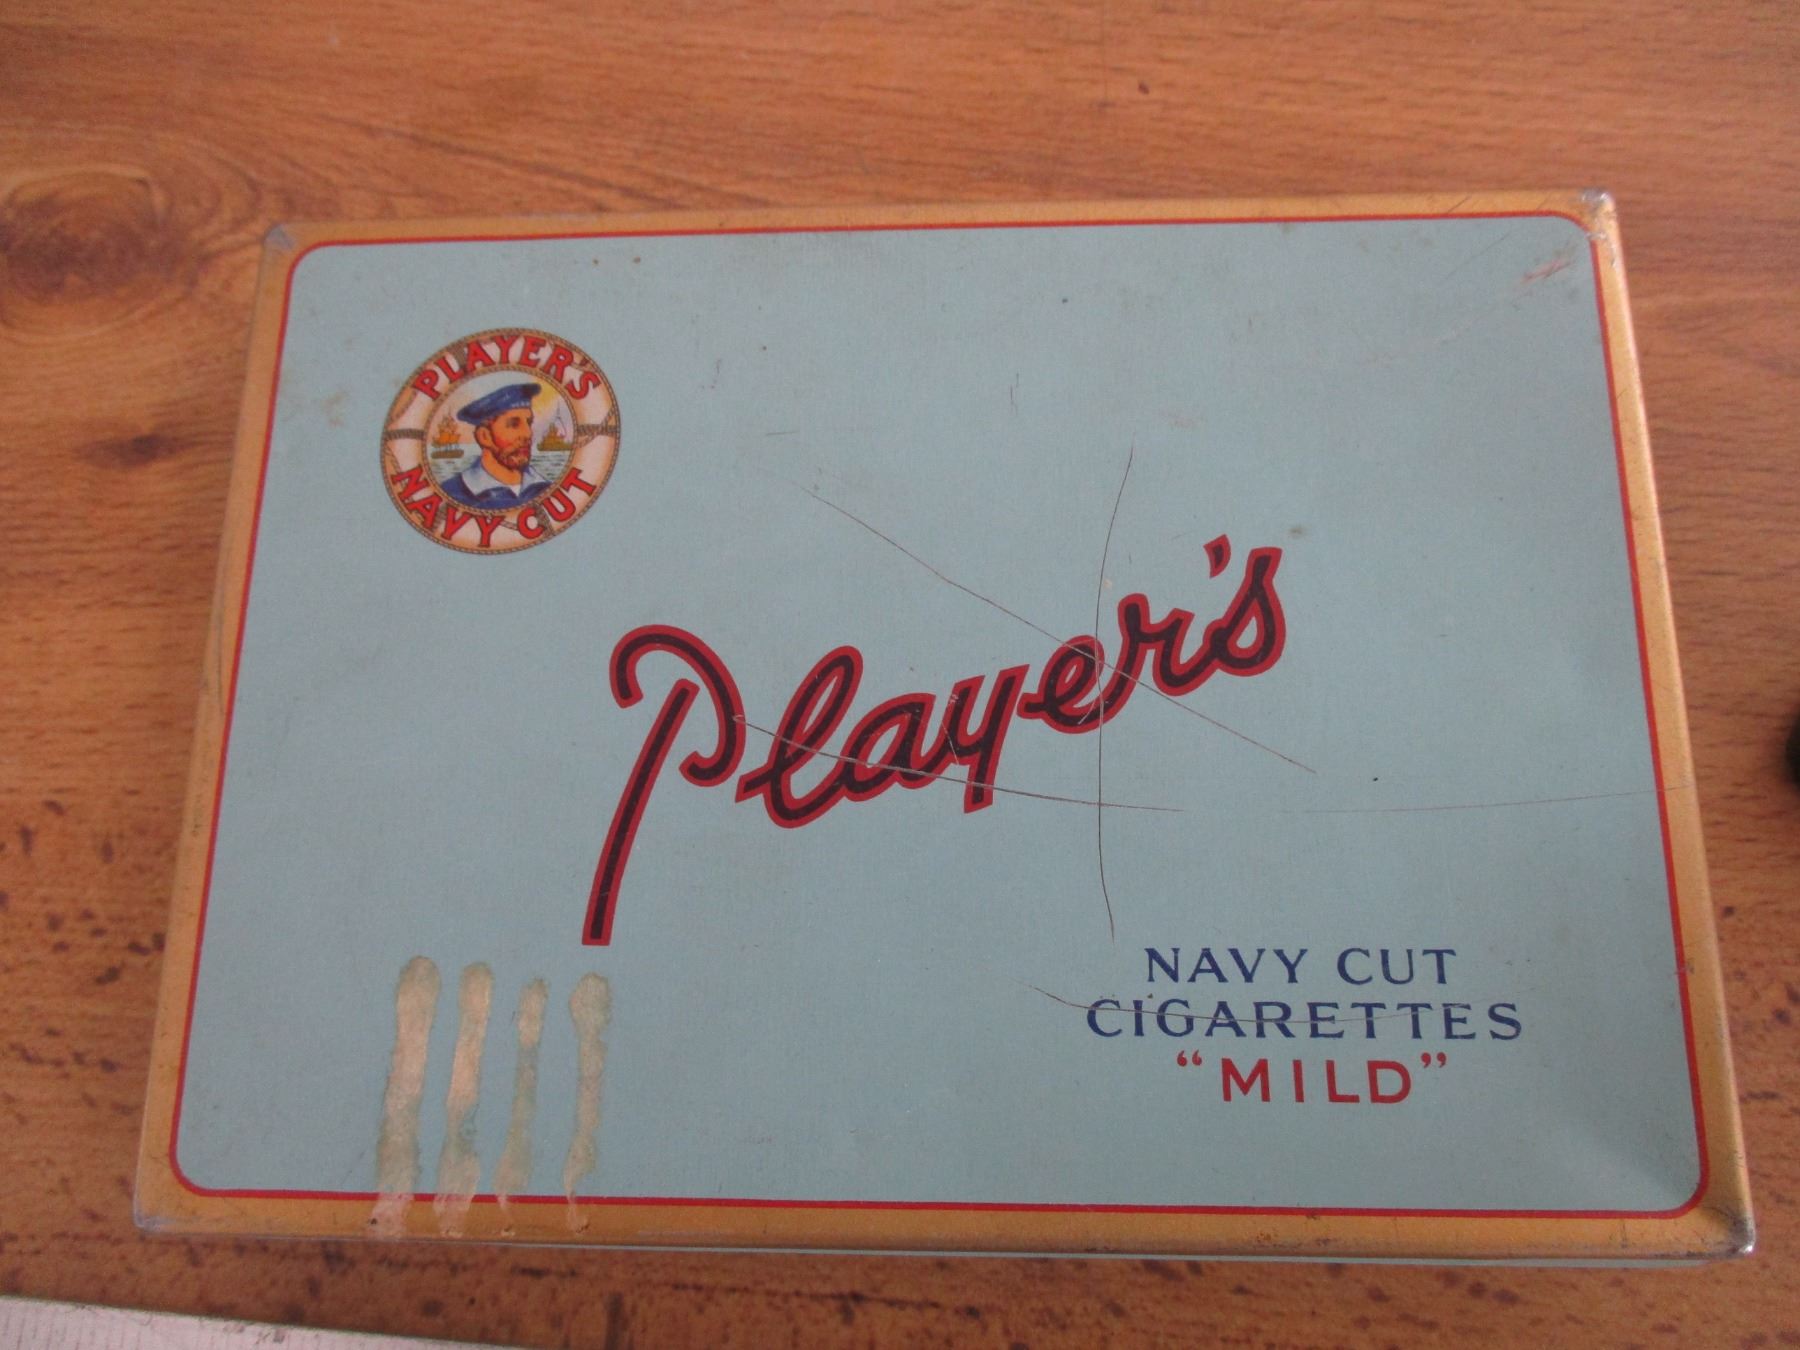 PLAYER'S
NAVY CUT
Player's
NAVY CUT
CIGARETTES
“MILD”